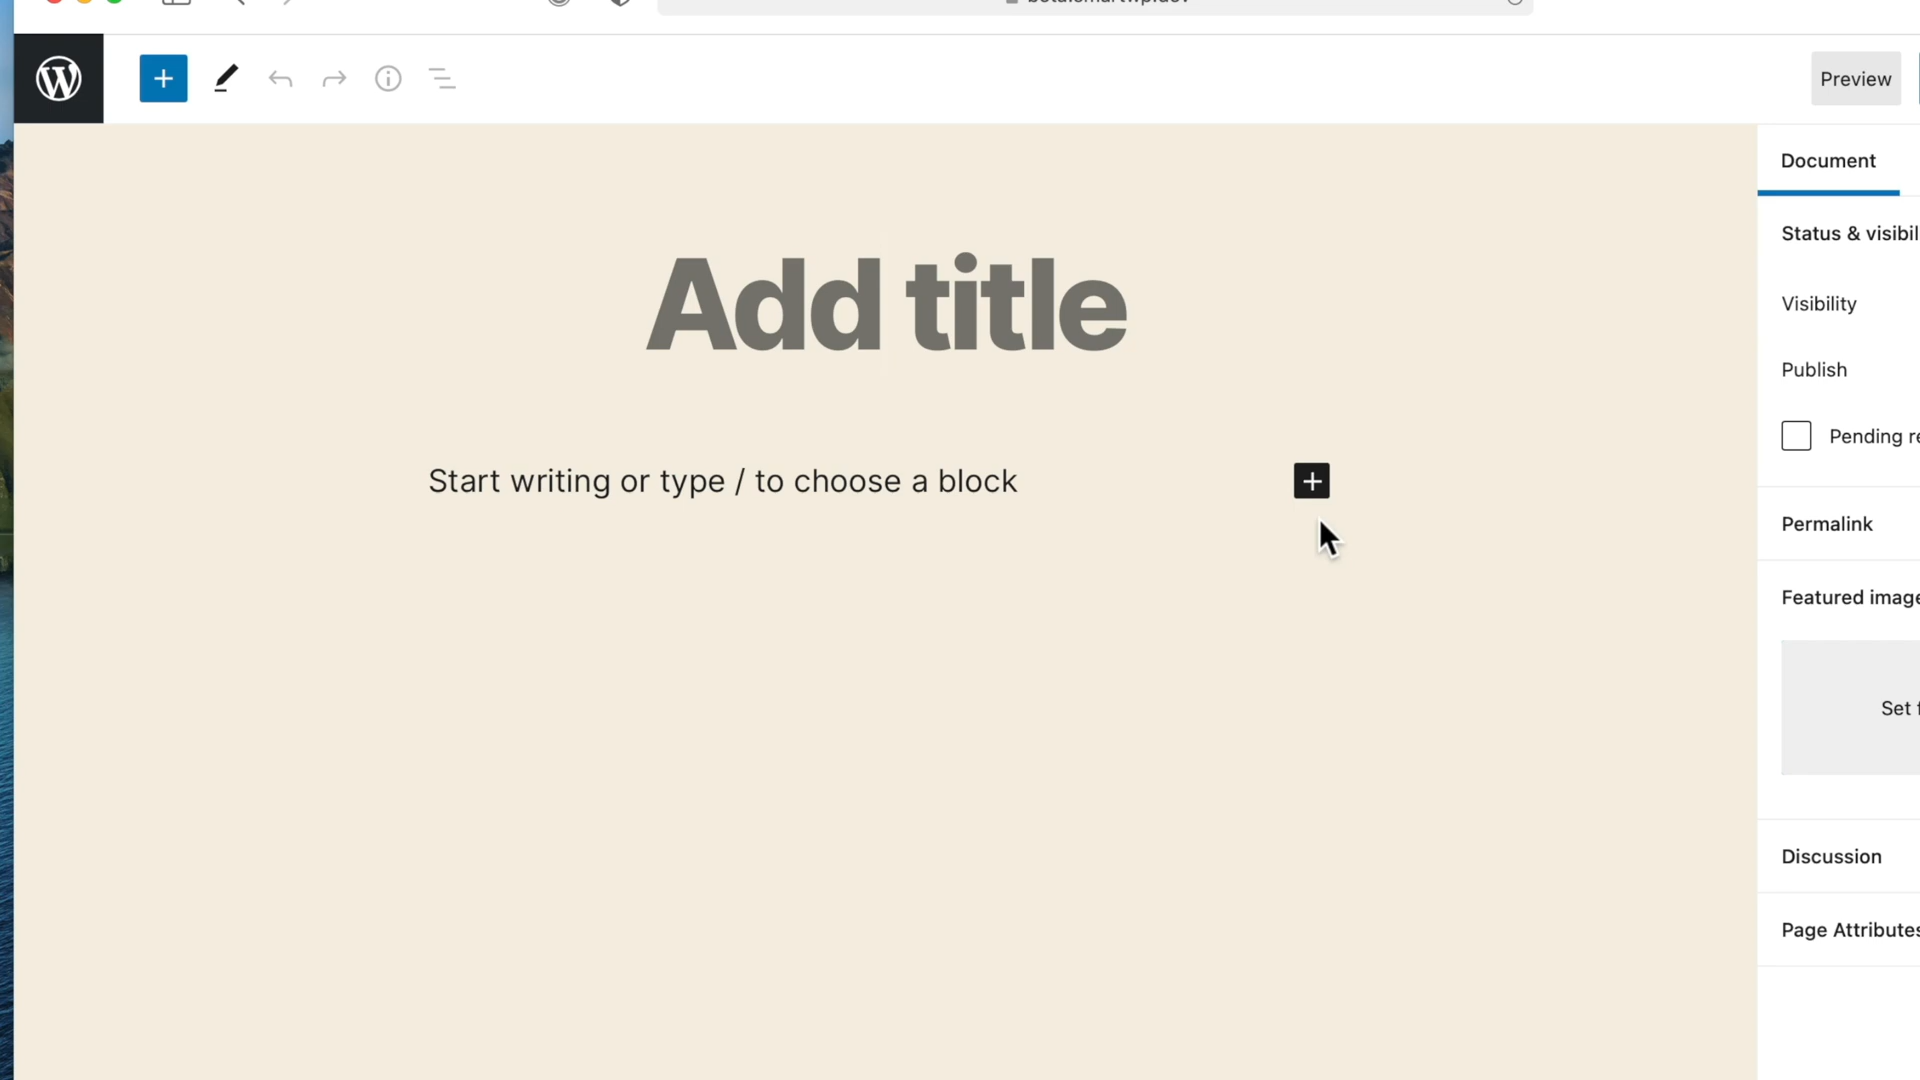 Preview
Document
Add title
Status & visibil
Visibility
Publish
Pending re
Start writing or type / to choose a block
Permalink
Featured image
Set f
Discussion
Page Attributes